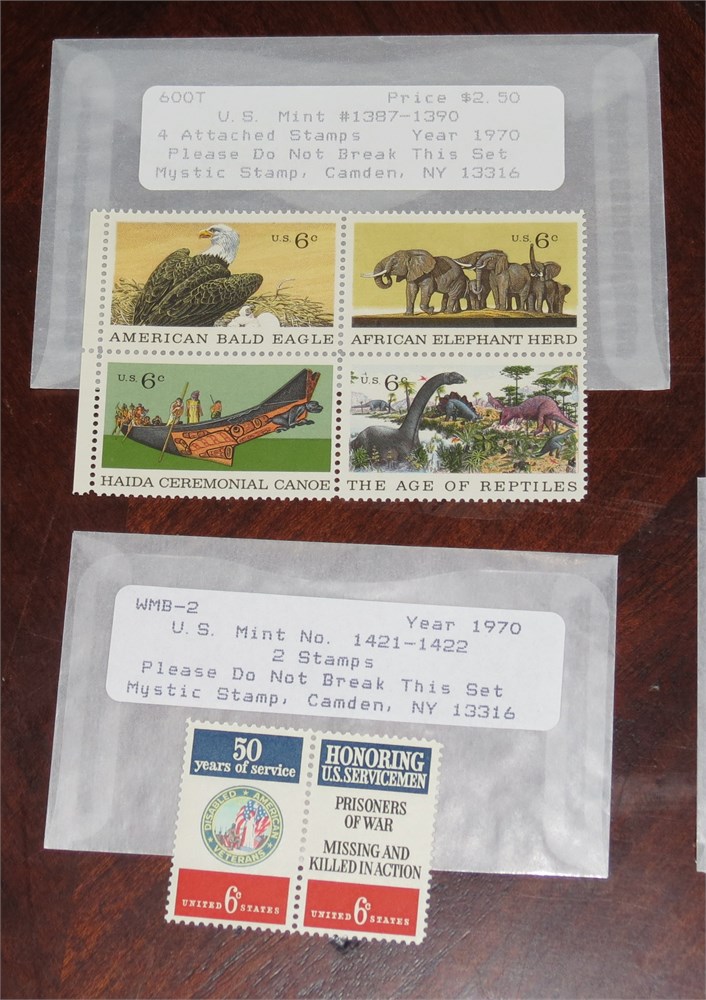 600T Price $2.50
U.S. Mint #1387-1390
4 Attached Stamps Year 1970
Please Do Not Break This Set
Mystic Stamp, Camden, NY 13316
U.S. 6c
AMERICAN BALD EAGLE
U.S. 6c
AFRICAN ELEPHANT HERD
U.S. 6c
HAIDA CEREMONIAL CANOE
U.S. 6c
THE AGE OF REPTILES
WMB-2 Year 1970
U.S. Mint No. 1421-1422
2 Stamps
Please Do Not Break This Set
Mystic Stamp, Camden, NY 13316
50
years of service
DISABLED ★ AMERICAN
VETERANS
UNITED 6c STATES
HONORING
U.S. SERVICEMEN
PRISONERS
OF WAR
MISSING AND
KILLED IN ACTION
UNITED 6c STATES